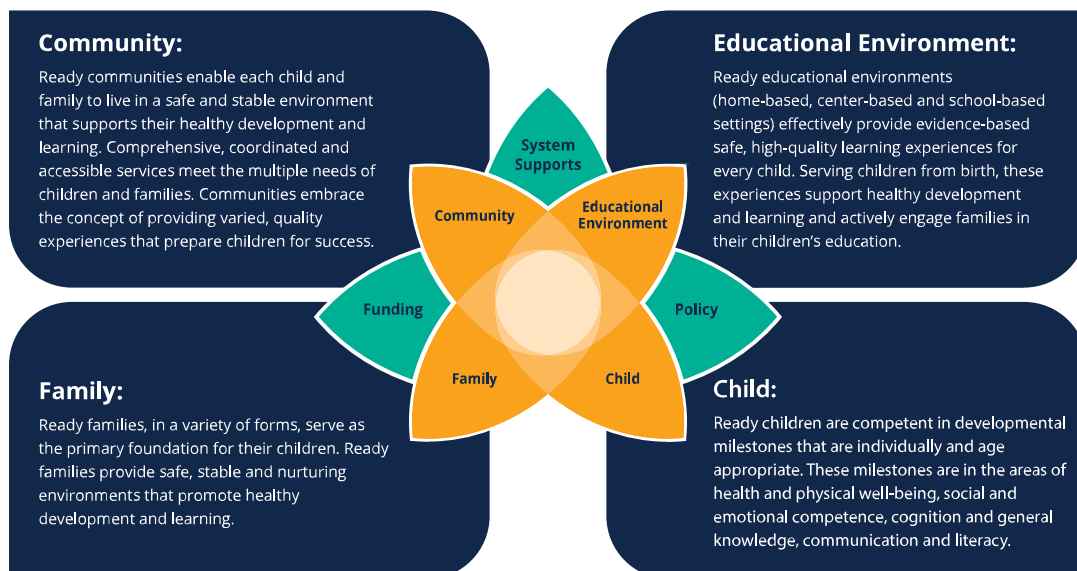 Community:
Ready communities enable each child and
family to live in a safe and stable environment
that supports their healthy development and
learning. Comprehensive, coordinated and
accessible services meet the multiple needs of
children and families. Communities embrace
the concept of providing varied, quality
experiences that prepare children for success.
Educational Environment:
Ready educational environments
(home-based, center-based and school-based
settings) effectively provide evidence-based
safe, high-quality learning experiences for
every child. Serving children from birth, these
experiences support healthy development
and learning and actively engage families in
their children’s education.
System
Supports
Community
Educational
Environment
Funding
Policy
Family
Child
Family:
Ready families, in a variety of forms, serve as
the primary foundation for their children. Ready
families provide safe, stable and nurturing
environments that promote healthy
development and learning.
Child:
Ready children are competent in developmental
milestones that are individually and age
appropriate. These milestones are in the areas of
health and physical well-being, social and
emotional competence, cognition and general
knowledge, communication and literacy.